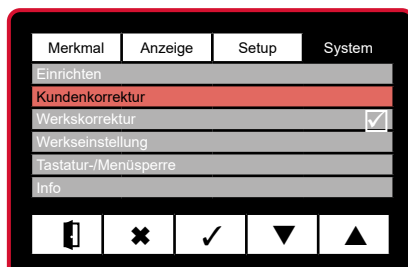 Merkmal Anzeige Setup System
Einrichten
Kundenkorrektur
Werkskorrektur
Werkseinstellung
Tastatur-/Menüsperre
Info